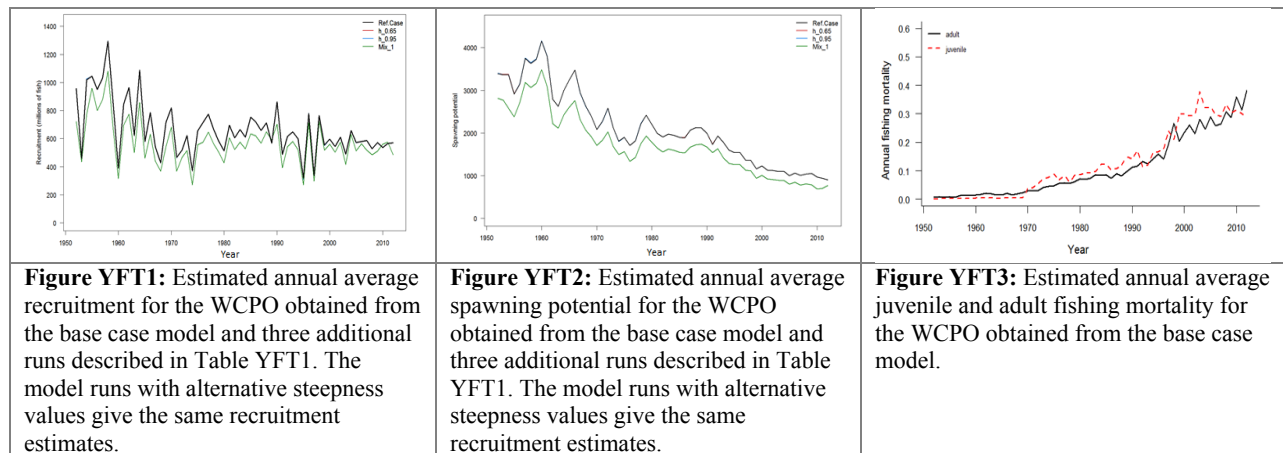 Ref.Case
h_0.65
h_0.95
Mix_1
1400
1200
1000
800
600
400
200
0
Recruitment (millions of fish)
1950 1960 1970 1980 1990 2000 2010
Year
Ref.Case
h_0.65
h_0.95
Mix_1
4000
3000
2000
1000
0
Spawning potential
1950 1960 1970 1980 1990 2000 2010
Year
adult
juvenile
0.6
0.5
0.4
0.3
0.2
0.1
0.0
Annual fishing mortality
1950 1960 1970 1980 1990 2000 2010
Year
Figure YFT1: Estimated annual average
recruitment for the WCPO obtained from
the base case model and three additional
runs described in Table YFT1. The
model runs with alternative steepness
values give the same recruitment
estimates.
Figure YFT2: Estimated annual average
spawning potential for the WCPO
obtained from the base case model and
three additional runs described in Table
YFT1. The model runs with alternative
steepness values give the same
recruitment estimates.
Figure YFT3: Estimated annual average
juvenile and adult fishing mortality for
the WCPO obtained from the base case
model.